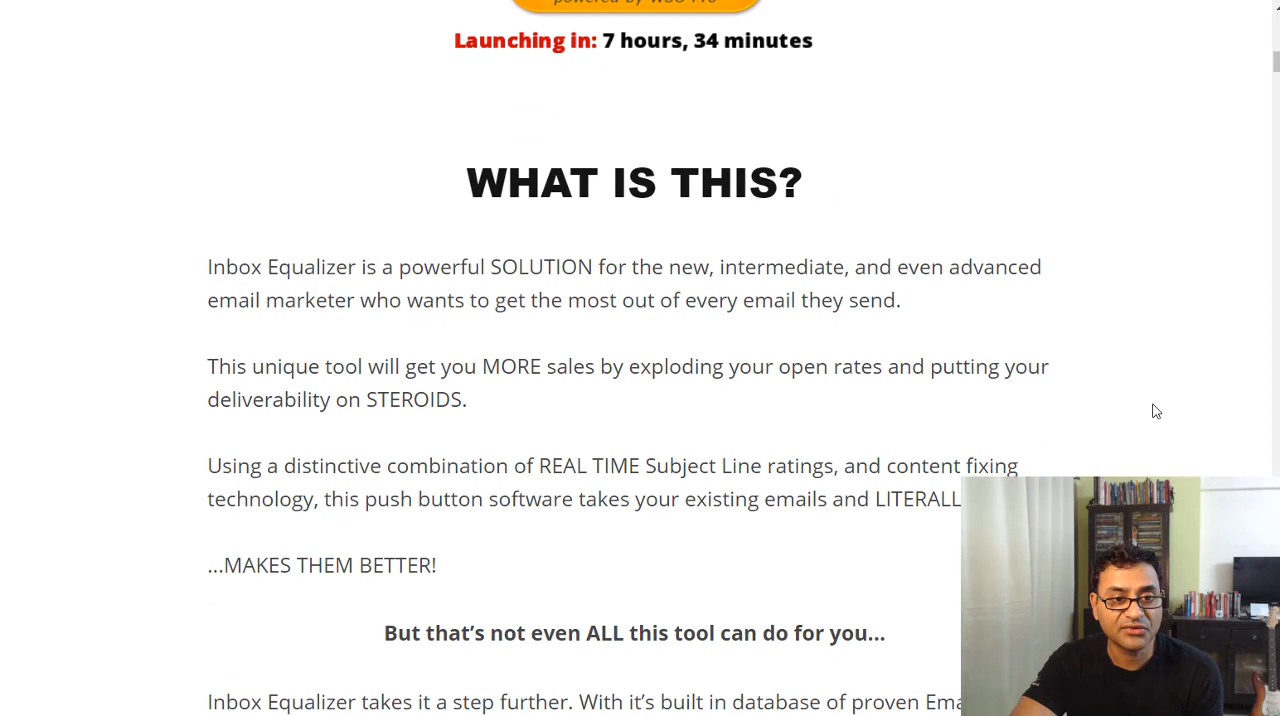 powered by WSO Pro
Launching in: 7 hours, 34 minutes
WHAT IS THIS?
Inbox Equalizer is a powerful SOLUTION for the new, intermediate, and even advanced
email marketer who wants to get the most out of every email they send.
This unique tool will get you MORE sales by exploding your open rates and putting your
deliverability on STEROIDS.
Using a distinctive combination of REAL TIME Subject Line ratings, and content fixing
technology, this push button software takes your existing emails and LITERALL
...MAKES THEM BETTER!
But that's not even ALL this tool can do for you...
Inbox Equalizer takes it a step further. With it's built in database of proven Ema